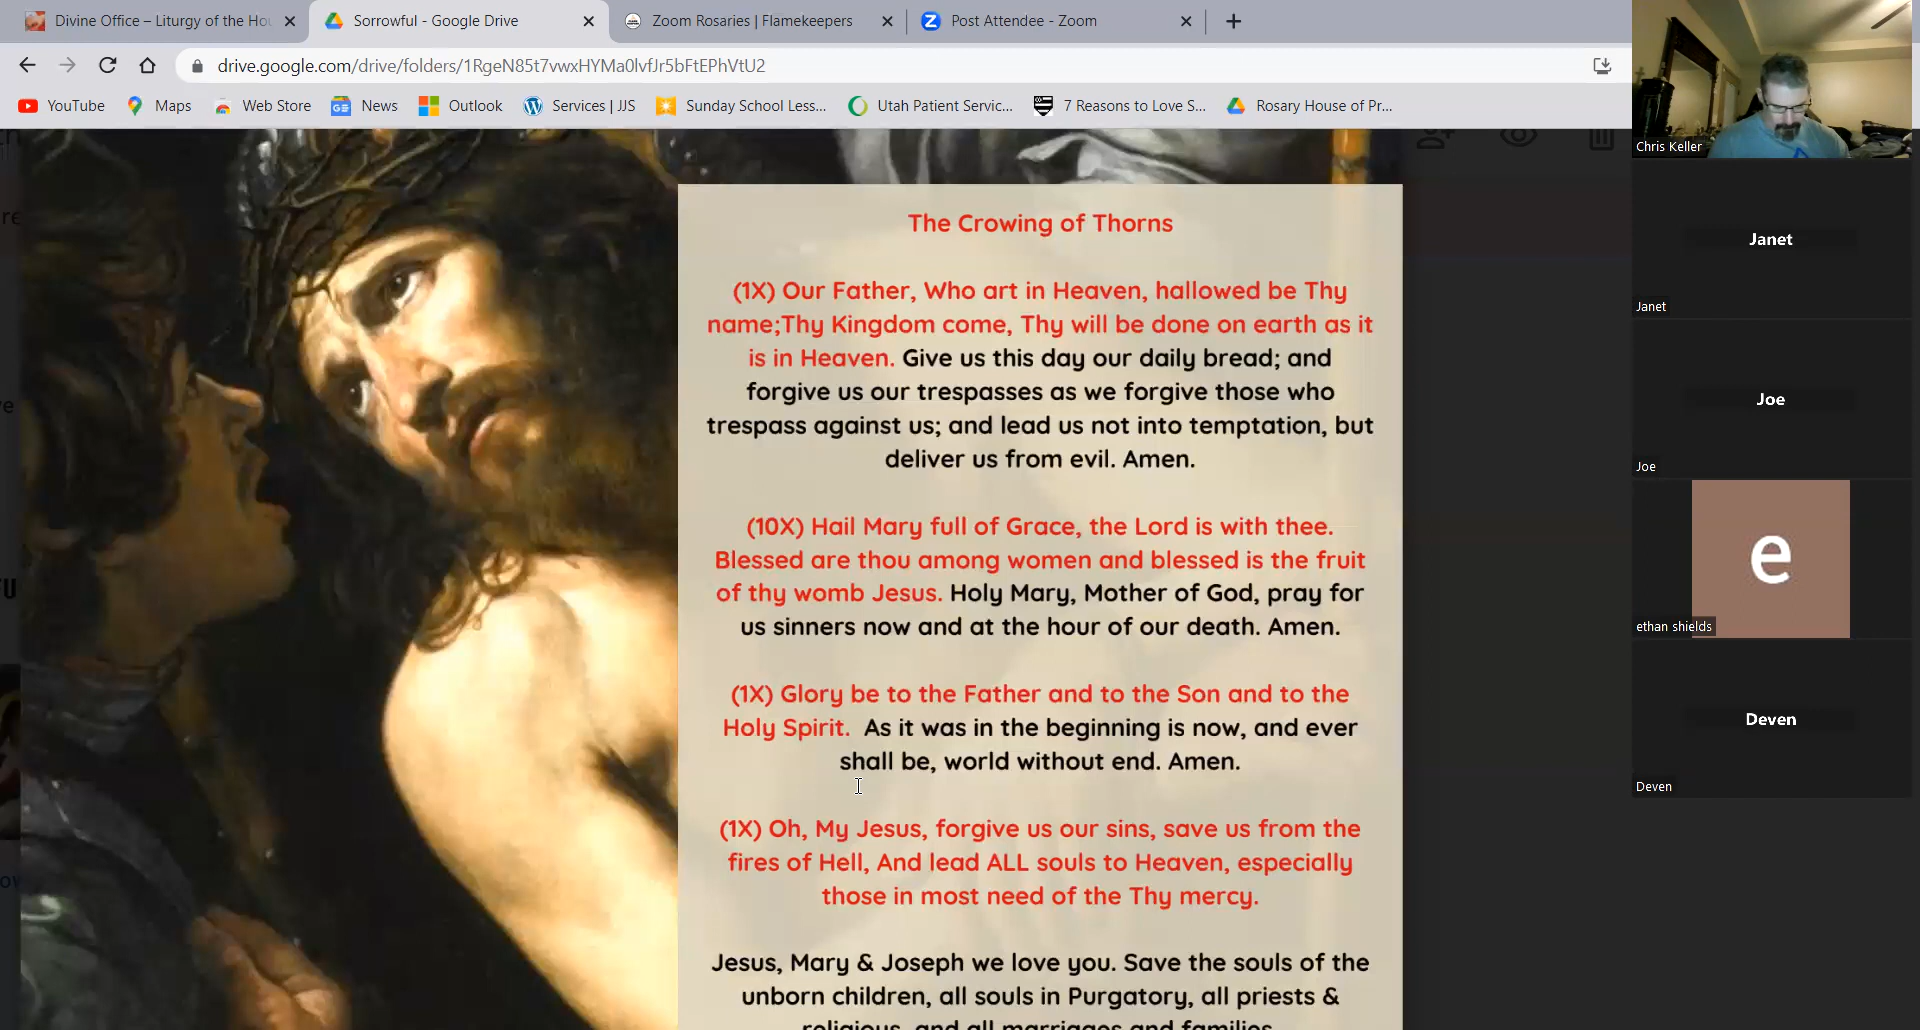 Divine Office – Liturgy of the Hou
Sorrowful - Google Drive
Zoom Rosaries | Flamekeepers
Post Attendee - Zoom
drive.google.com/drive/folders/1RgeN85t7vwxHYMa0lvfJr5bFtEPhVtU2
YouTube
Maps
Web Store
News
Outlook
Services | JJS
Sunday School Less...
Utah Patient Servic...
7 Reasons to Love S...
Rosary House of Pr...
The Crowing of Thorns
(1X) Our Father, Who art in Heaven, hallowed be Thy
name;Thy Kingdom come, Thy will be done on earth as it
is in Heaven. Give us this day our daily bread; and
forgive us our trespasses as we forgive those who
trespass against us; and lead us not into temptation, but
deliver us from evil. Amen.
(10X) Hail Mary full of Grace, the Lord is with thee.
Blessed are thou among women and blessed is the fruit
of thy womb Jesus. Holy Mary, Mother of God, pray for
us sinners now and at the hour of our death. Amen.
(1X) Glory be to the Father and to the Son and to the
Holy Spirit. As it was in the beginning is now, and ever
shall be, world without end. Amen.
(1X) Oh, My Jesus, forgive us our sins, save us from the
fires of Hell, And lead ALL souls to Heaven, especially
those in most need of the Thy mercy.
Jesus, Mary & Joseph we love you. Save the souls of the
unborn children, all souls in Purgatory, all priests &
religious, and all marriages and families.
Chris Keller
Janet
Janet
Joe
Joe
e
ethan shields
Deven
Deven